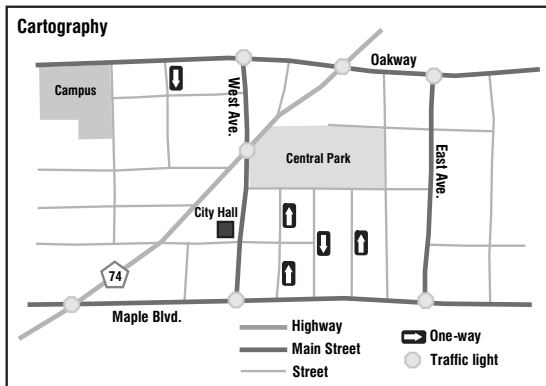 Cartography
Oakway
Campus
West Ave.
Central Park
East Ave.
City Hall
74
Maple Blvd.
Highway
Main Street
Street
One-way
Traffic light